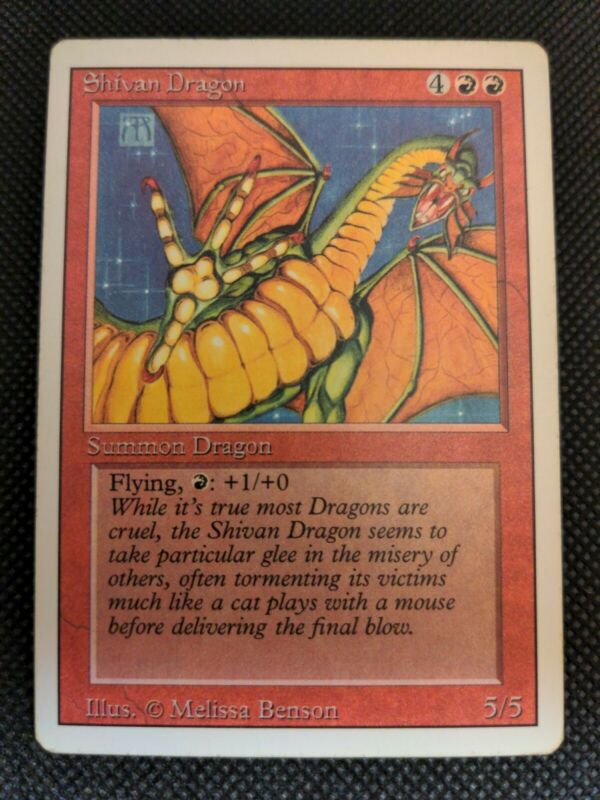 Shivan Dragon 4
Summon Dragon
Flying, : +1/+0
While it's true most Dragons are
cruel, the Shivan Dragon seems to
take particular glee in the misery of
others, often tormenting its victims
much like a cat plays with a mouse
before delivering the final blow.
Illus. © Melissa Benson 5/5